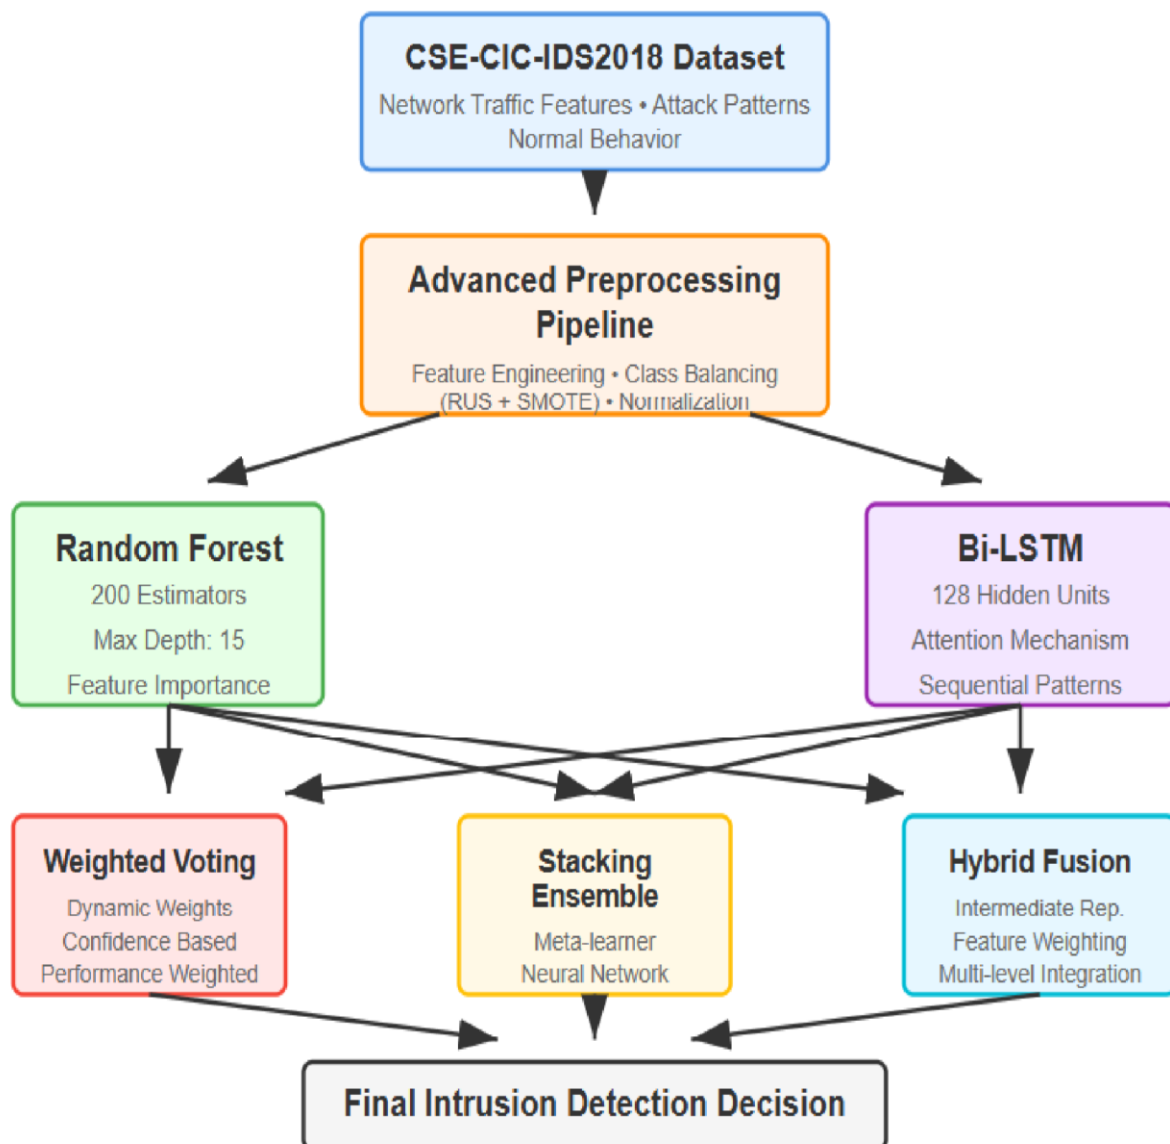 CSE-CIC-IDS2018 Dataset
Network Traffic Features • Attack Patterns
Normal Behavior
Advanced Preprocessing
Pipeline
Feature Engineering • Class Balancing
(RUS + SMOTE) • Normalization
Random Forest
200 Estimators
Max Depth: 15
Feature Importance
Bi-LSTM
128 Hidden Units
Attention Mechanism
Sequential Patterns
Weighted Voting
Dynamic Weights
Confidence Based
Performance Weighted
Stacking
Ensemble
Meta-learner
Neural Network
Hybrid Fusion
Intermediate Rep.
Feature Weighting
Multi-level Integration
Final Intrusion Detection Decision